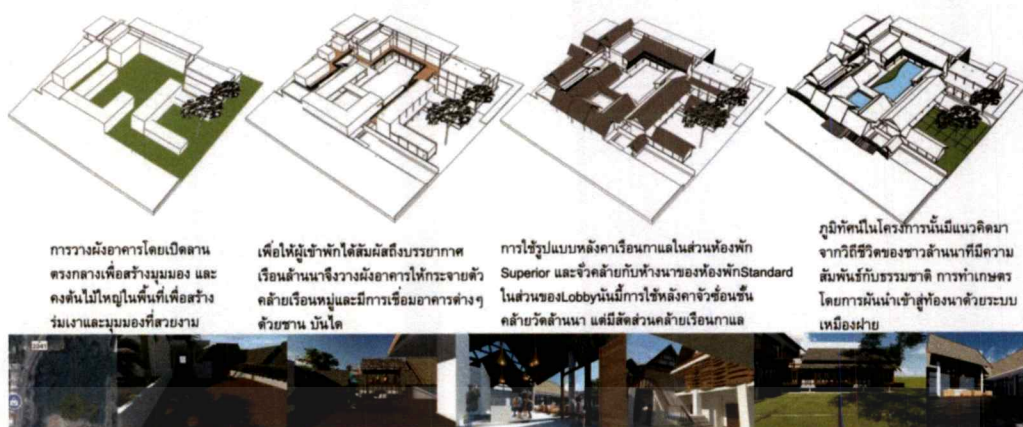 การวางผังอาคารโดยเปิดลาน
ตรงกลางเพื่อสร้างมุมมอง และ
คงต้นไม้ใหญ่ในพื้นที่เพื่อสร้าง
ร่มเงาและมุมมองที่สวยงาม
เพื่อให้ผู้เข้าพักได้สัมผัสถึงบรรยากาศ
เรือนล้านนาจึงวางผังอาคารให้กระจายตัว
คล้ายเรือนหมู่และมีการเชื่อมอาคารต่างๆ
ด้วยชาน บันได
การใช้รูปแบบหลังคาเรือนกาแลในส่วนห้องพัก
Superior และจั่วคล้ายกับห้างนาของห้องพักStandard
ในส่วนของLobbyนั้นมีการใช้หลังคาจั่วซ้อนชั้น
คล้ายวัดล้านนา แต่มีสัดส่วนคล้ายเรือนกาแล
ภูมิทัศน์ในโครงการนั้นมีแนวคิดมา
จากวิถีชีวิตของชาวล้านนาที่มีความ
สัมพันธ์กับธรรมชาติ การทำเกษตร
โดยการผันน้ำเข้าสู่ท้องนาด้วยระบบ
เหมืองฝาย